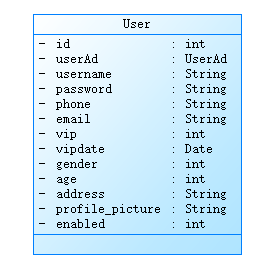 User
- id : int
- userAd : UserAd
- username : String
- password : String
- phone : String
- email : String
- vip : int
- vipdate : Date
- gender : int
- age : int
- address : String
- profile_picture : String
- enabled : int